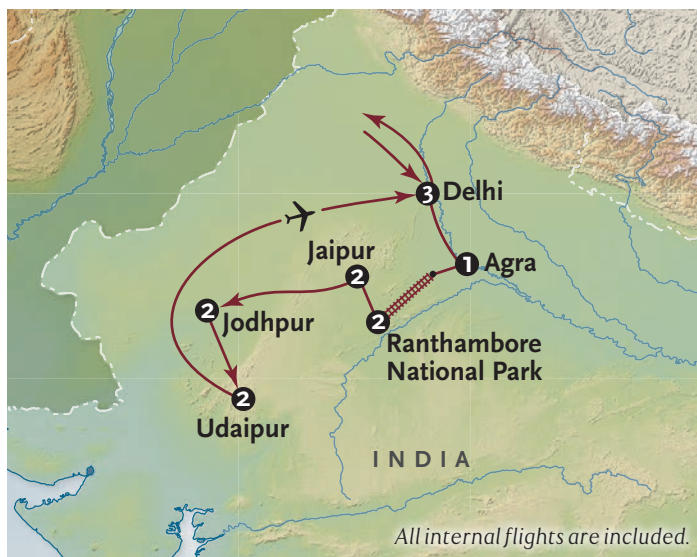 3 Delhi
Jaipur
2
1 Agra
2 Jodhpur
2
Ranthambore
National Park
2
Udaipur
INDIA
All internal flights are included.